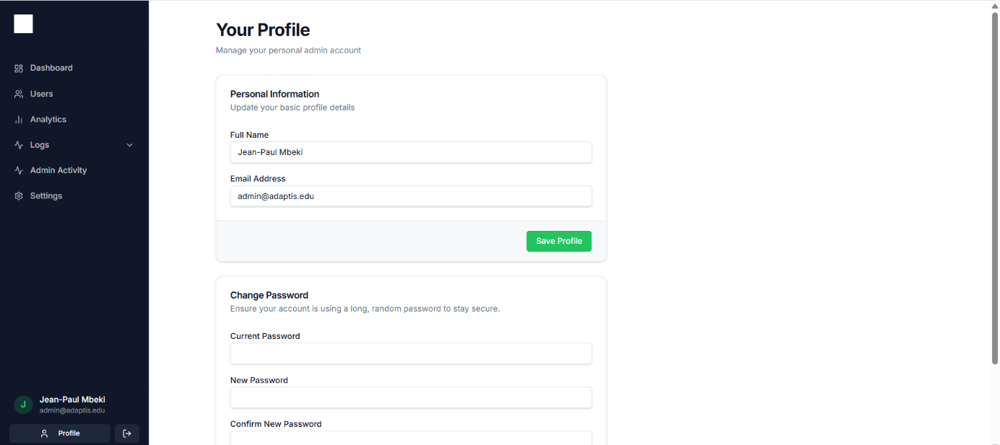 Dashboard
Users
Analytics
Logs
Admin Activity
Settings
J
Jean-Paul Mbeki
admin@adaptis.edu
Profile
Your Profile
Manage your personal admin account
Personal Information
Update your basic profile details
Full Name
Jean-Paul Mbeki
Email Address
admin@adaptis.edu
Save Profile
Change Password
Ensure your account is using a long, random password to stay secure.
Current Password
New Password
Confirm New Password